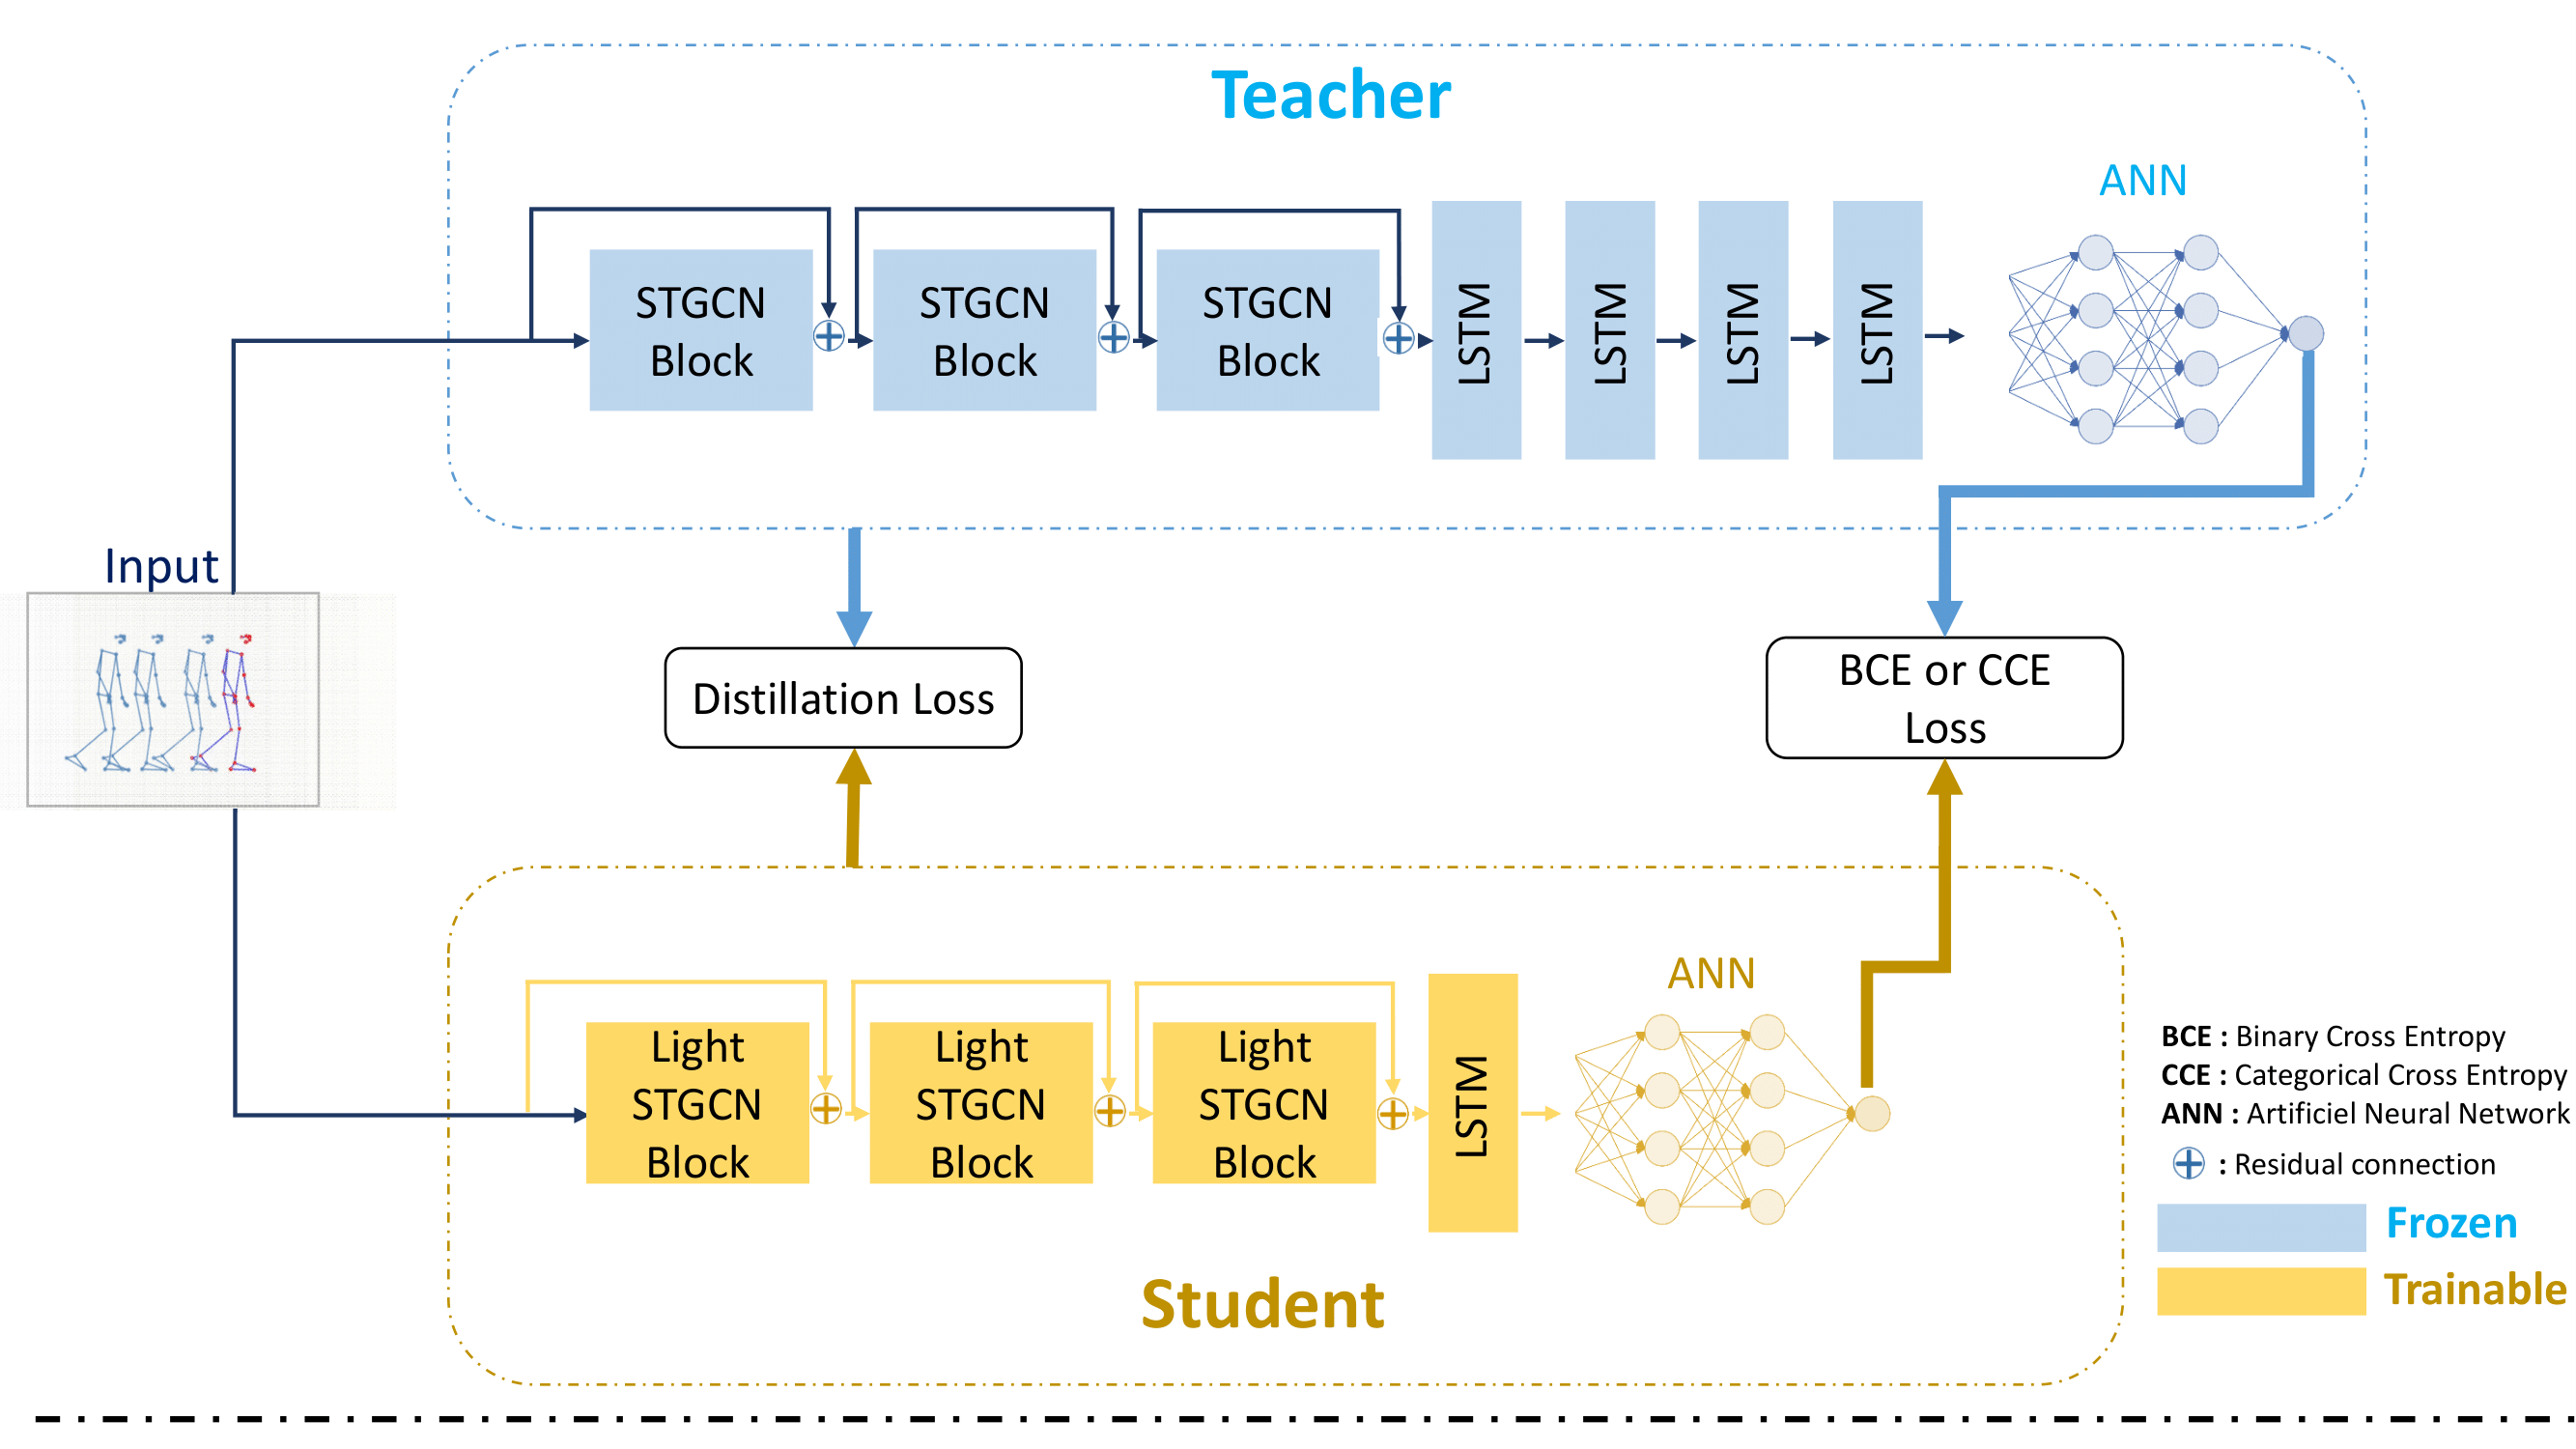 Teacher
ANN
STGCN
Block
STGCN
Block
STGCN
Block
LSTM
LSTM
LSTM
LSTM
Input
Distillation Loss
BCE or CCE
Loss
ANN
Light
STGCN
Block
Light
STGCN
Block
Light
STGCN
Block
LSTM
Student
BCE : Binary Cross Entropy
CCE : Categorical Cross Entropy
ANN : Artificiel Neural Network
: Residual connection
Frozen
Trainable